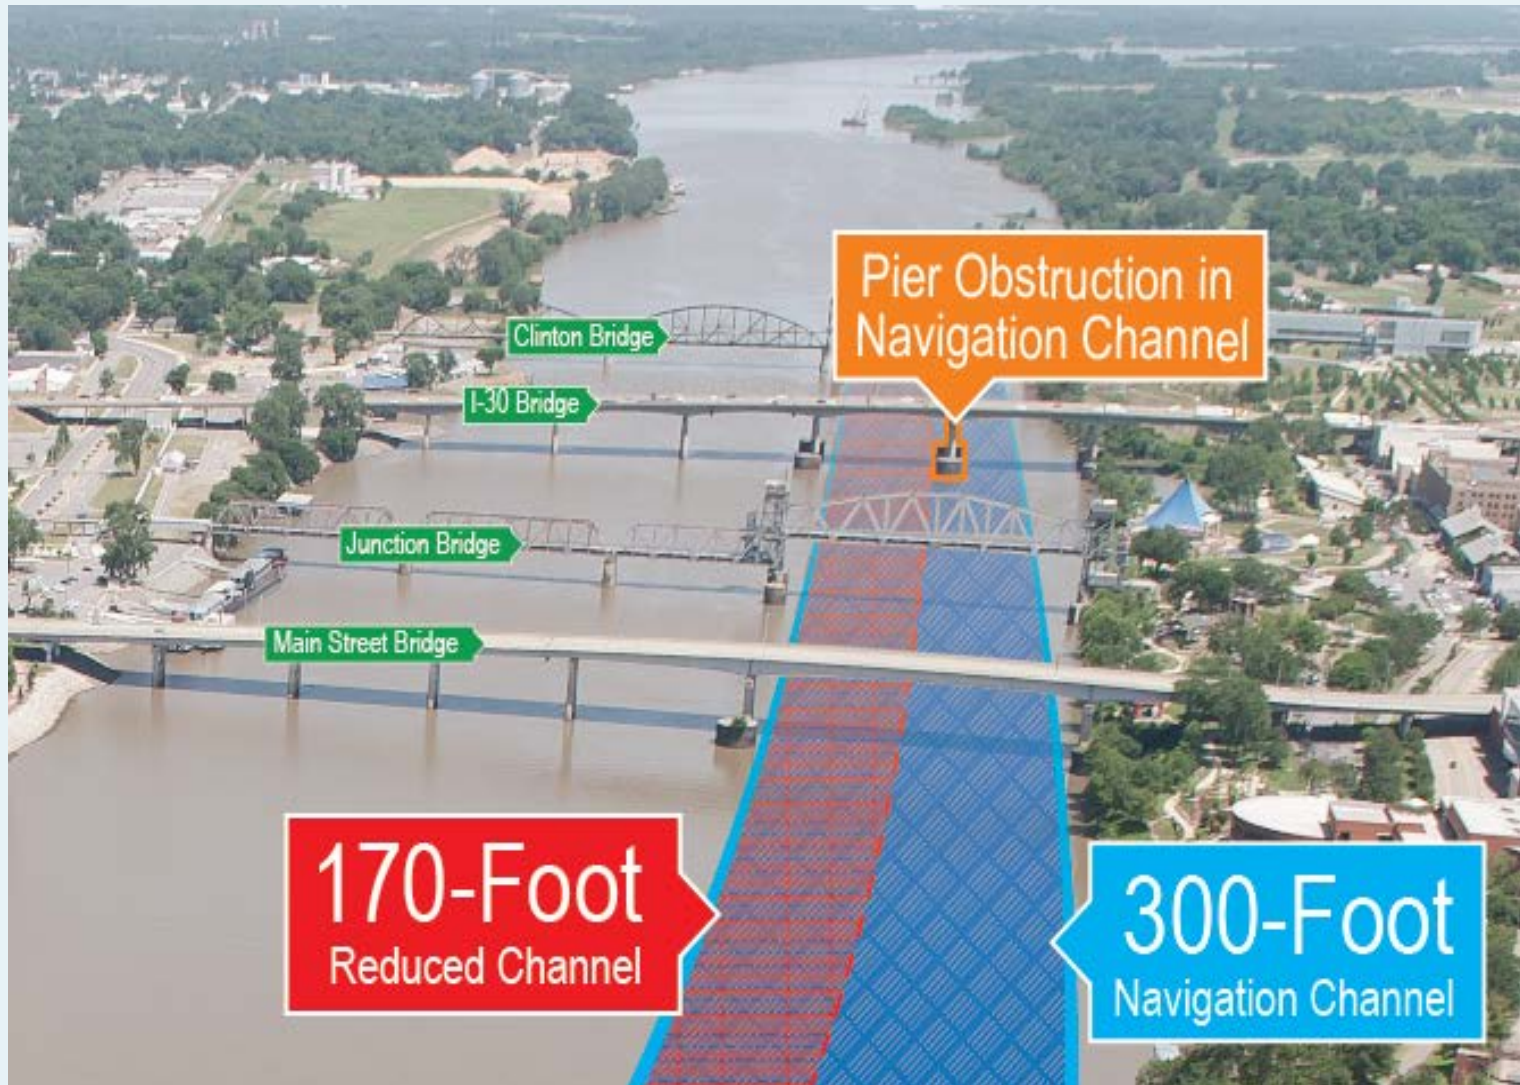 Pier Obstruction in
Navigation Channel
Clinton Bridge
I-30 Bridge
Junction Bridge
Main Street Bridge
170-Foot
Reduced Channel
300-Foot
Navigation Channel